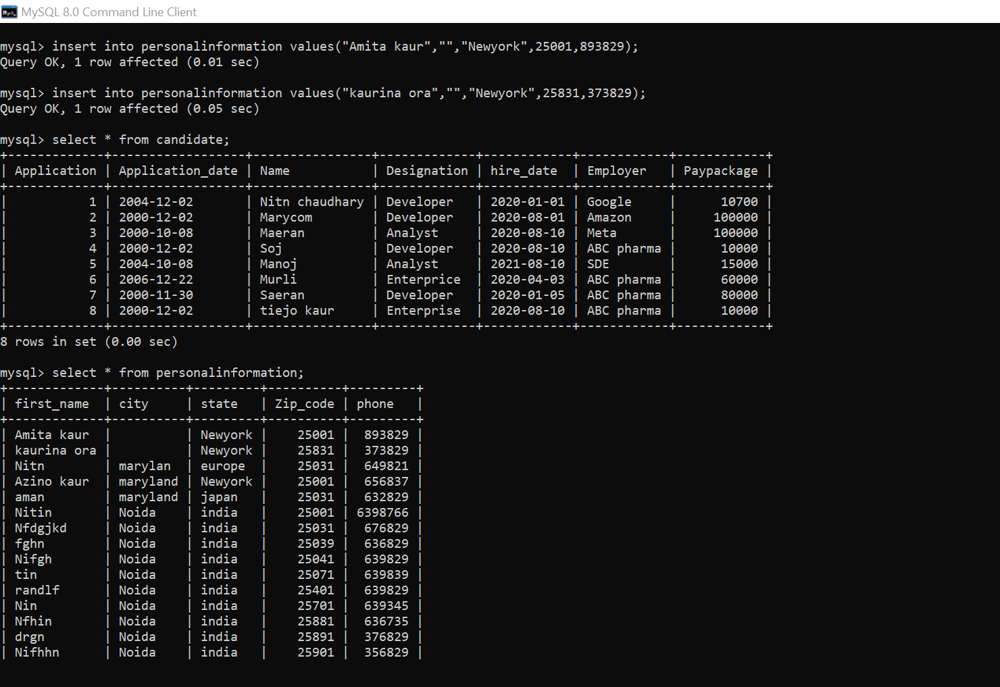 MySQL 8.0 Command Line Client
mysql> insert into personalinformation values("Amita kaur","","Newyork",25001,893829);
Query OK, 1 row affected (0.01 sec)
mysql> insert into personalinformation values("kaurina ora","","Newyork",25831,373829);
Query OK, 1 row affected (0.05 sec)
mysql> select * from candidate;
+-------------+------------------+----------------+-------------+------------+------------+------------+
| Application | Application_date | Name           | Designation | hire_date  | Employer   | Paypackage |
+-------------+------------------+----------------+-------------+------------+------------+------------+
|           1 | 2004-12-02       | Nitn chaudhary | Developer   | 2020-01-01 | Google     |      10700 |
|           2 | 2000-12-02       | Marycom        | Developer   | 2020-08-01 | Amazon     |     100000 |
|           3 | 2000-10-08       | Maeran         | Analyst     | 2020-08-10 | Meta       |     100000 |
|           4 | 2000-12-02       | Soj            | Developer   | 2020-08-10 | ABC pharma |      10000 |
|           5 | 2004-10-08       | Manoj          | Analyst     | 2021-08-10 | SDE        |      15000 |
|           6 | 2006-12-22       | Murli          | Enterprice  | 2020-04-03 | ABC pharma |      60000 |
|           7 | 2000-11-30       | Saeran         | Developer   | 2020-01-05 | ABC pharma |      80000 |
|           8 | 2000-12-02       | tiejo kaur     | Enterprise  | 2020-08-10 | ABC pharma |      10000 |
+-------------+------------------+----------------+-------------+------------+------------+------------+
8 rows in set (0.00 sec)
mysql> select * from personalinformation;
+-------------+----------+---------+----------+---------+
| first_name  | city     | state   | Zip_code | phone   |
+-------------+----------+---------+----------+---------+
| Amita kaur  |          | Newyork |    25001 |  893829 |
| kaurina ora |          | Newyork |    25831 |  373829 |
| Nitn        | marylan  | europe  |    25031 |  649821 |
| Azino kaur  | maryland | Newyork |    25001 |  656837 |
| aman        | maryland | japan   |    25031 |  632829 |
| Nitin       | Noida    | india   |    25001 | 6398766 |
| Nfdgjkd     | Noida    | india   |    25031 |  676829 |
| fghn        | Noida    | india   |    25039 |  636829 |
| Nifgh       | Noida    | india   |    25041 |  639829 |
| tin         | Noida    | india   |    25071 |  639839 |
| randlf      | Noida    | india   |    25401 |  639829 |
| Nin         | Noida    | india   |    25701 |  639345 |
| Nfhin       | Noida    | india   |    25881 |  636735 |
| drgn        | Noida    | india   |    25891 |  376829 |
| Nifhhn      | Noida    | india   |    25901 |  356829 |